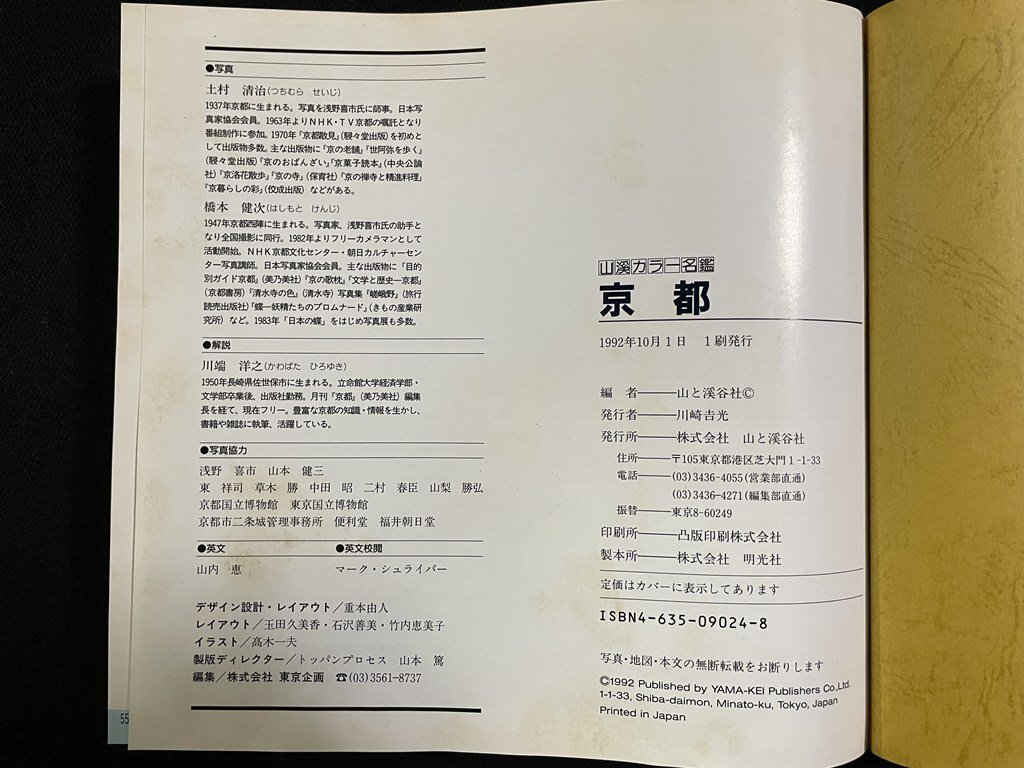 ●写真
土村 清治(つちむら せいじ)
1937年京都に生まれる。写真を浅野喜市氏に師事。日本写
真家協会会員。1963年よりNHK・TV京都の嘱託となり
番組制作に参加。1970年『京都散見』(駸々堂出版)を初めと
して出版物多数。主な出版物に『京の老舗』『世阿弥を歩く』
(駸々堂出版)『京のおばんざい』『京菓子読本』(中央公論
社)『京洛花散歩』『京の寺』(保育社)『京の禅寺と精進料理』
『京暮らしの彩』(佼成出版)などがある。
橋本 健次(はしもと けんじ)
1947年京都西陣に生まれる。写真家、浅野喜市氏の助手と
なり全国撮影に同行。1982年よりフリーカメラマンとして
活動開始。NHK京都文化センター・朝日カルチャーセン
ター写真講師。日本写真家協会会員。主な出版物に『目的
別ガイド京都』(美乃美社)『京の歌枕』『文学と歴史―京都』
(京都書房)『清水寺の色』(清水寺)写真集『嵯峨野』(旅行
読売出版社)『蝶―妖精たちのプロムナード』(きもの産業研
究所)など。1983年「日本の蝶」をはじめ写真展も多数。
●解説
川端 洋之(かわばた ひろゆき)
1950年長崎県佐世保市に生まれる。立命館大学経済学部・
文学部卒業後、出版社勤務。月刊『京都』(美乃美社)編集
長を経て、現在フリー。豊富な京都の知識・情報を生かし、
書籍や雑誌に執筆、活躍している。
●写真協力
浅野 喜市 山本 健三
東 祥司 草木 勝 中田 昭 二村 春臣 山梨 勝弘
京都国立博物館 東京国立博物館
京都市二条城管理事務所 便利堂 福井朝日堂
●英文 ●英文校閲
山内 恵 マーク・シュライバー
デザイン設計・レイアウト／重本由人
レイアウト／玉田久美香・石沢善美・竹内恵美子
イラスト／高木一夫
製版ディレクター／トッパンプロセス 山本 篤
編集／株式会社 東京企画 ☎(03)3561-8737
55
山溪カラー名鑑
京都
1992年10月1日 1刷発行
編 者――山と溪谷社©
発行者――川崎吉光
発行所――株式会社 山と溪谷社
住所――〒105東京都港区芝大門1-1-33
電話――(03)3436-4055(営業部直通)
(03)3436-4271(編集部直通)
振替――東京8-60249
印刷所――凸版印刷株式会社
製本所――株式会社 明光社
定価はカバーに表示してあります
ISBN4-635-09024-8
写真・地図・本文の無断転載をお断りします
©1992 Published by YAMA-KEI Publishers Co.,Ltd.
1-1-33, Shiba-daimon, Minato-ku, Tokyo, Japan
Printed in Japan